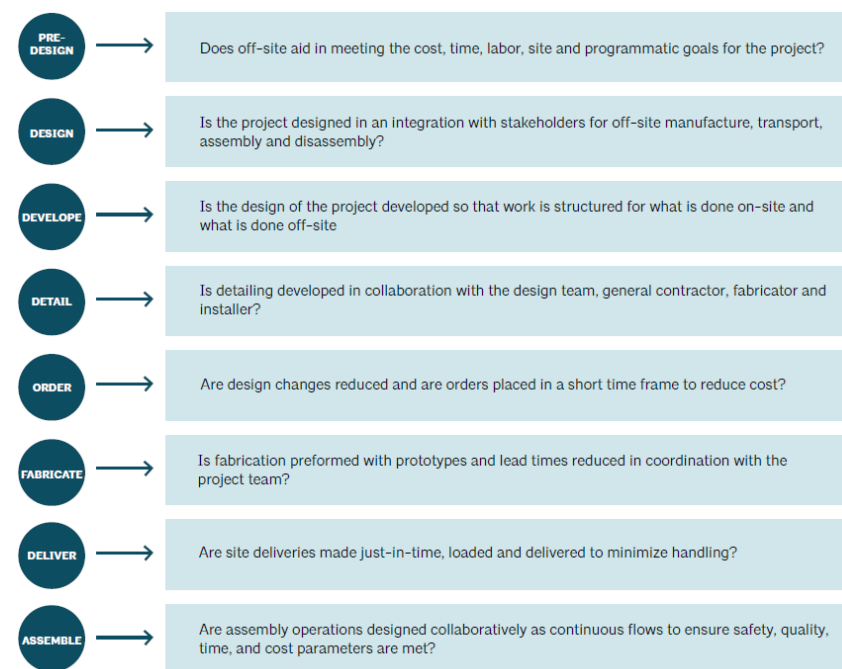 PRE-
DESIGN
Does off-site aid in meeting the cost, time, labor, site and programmatic goals for the project?
DESIGN
Is the project designed in an integration with stakeholders for off-site manufacture, transport,
assembly and disassembly?
DEVELOPE
Is the design of the project developed so that work is structured for what is done on-site and
what is done off-site
DETAIL
Is detailing developed in collaboration with the design team, general contractor, fabricator and
installer?
ORDER
Are design changes reduced and are orders placed in a short time frame to reduce cost?
FABRICATE
Is fabrication preformed with prototypes and lead times reduced in coordination with the
project team?
DELIVER
Are site deliveries made just-in-time, loaded and delivered to minimize handling?
ASSEMBLE
Are assembly operations designed collaboratively as continuous flows to ensure safety, quality,
time, and cost parameters are met?